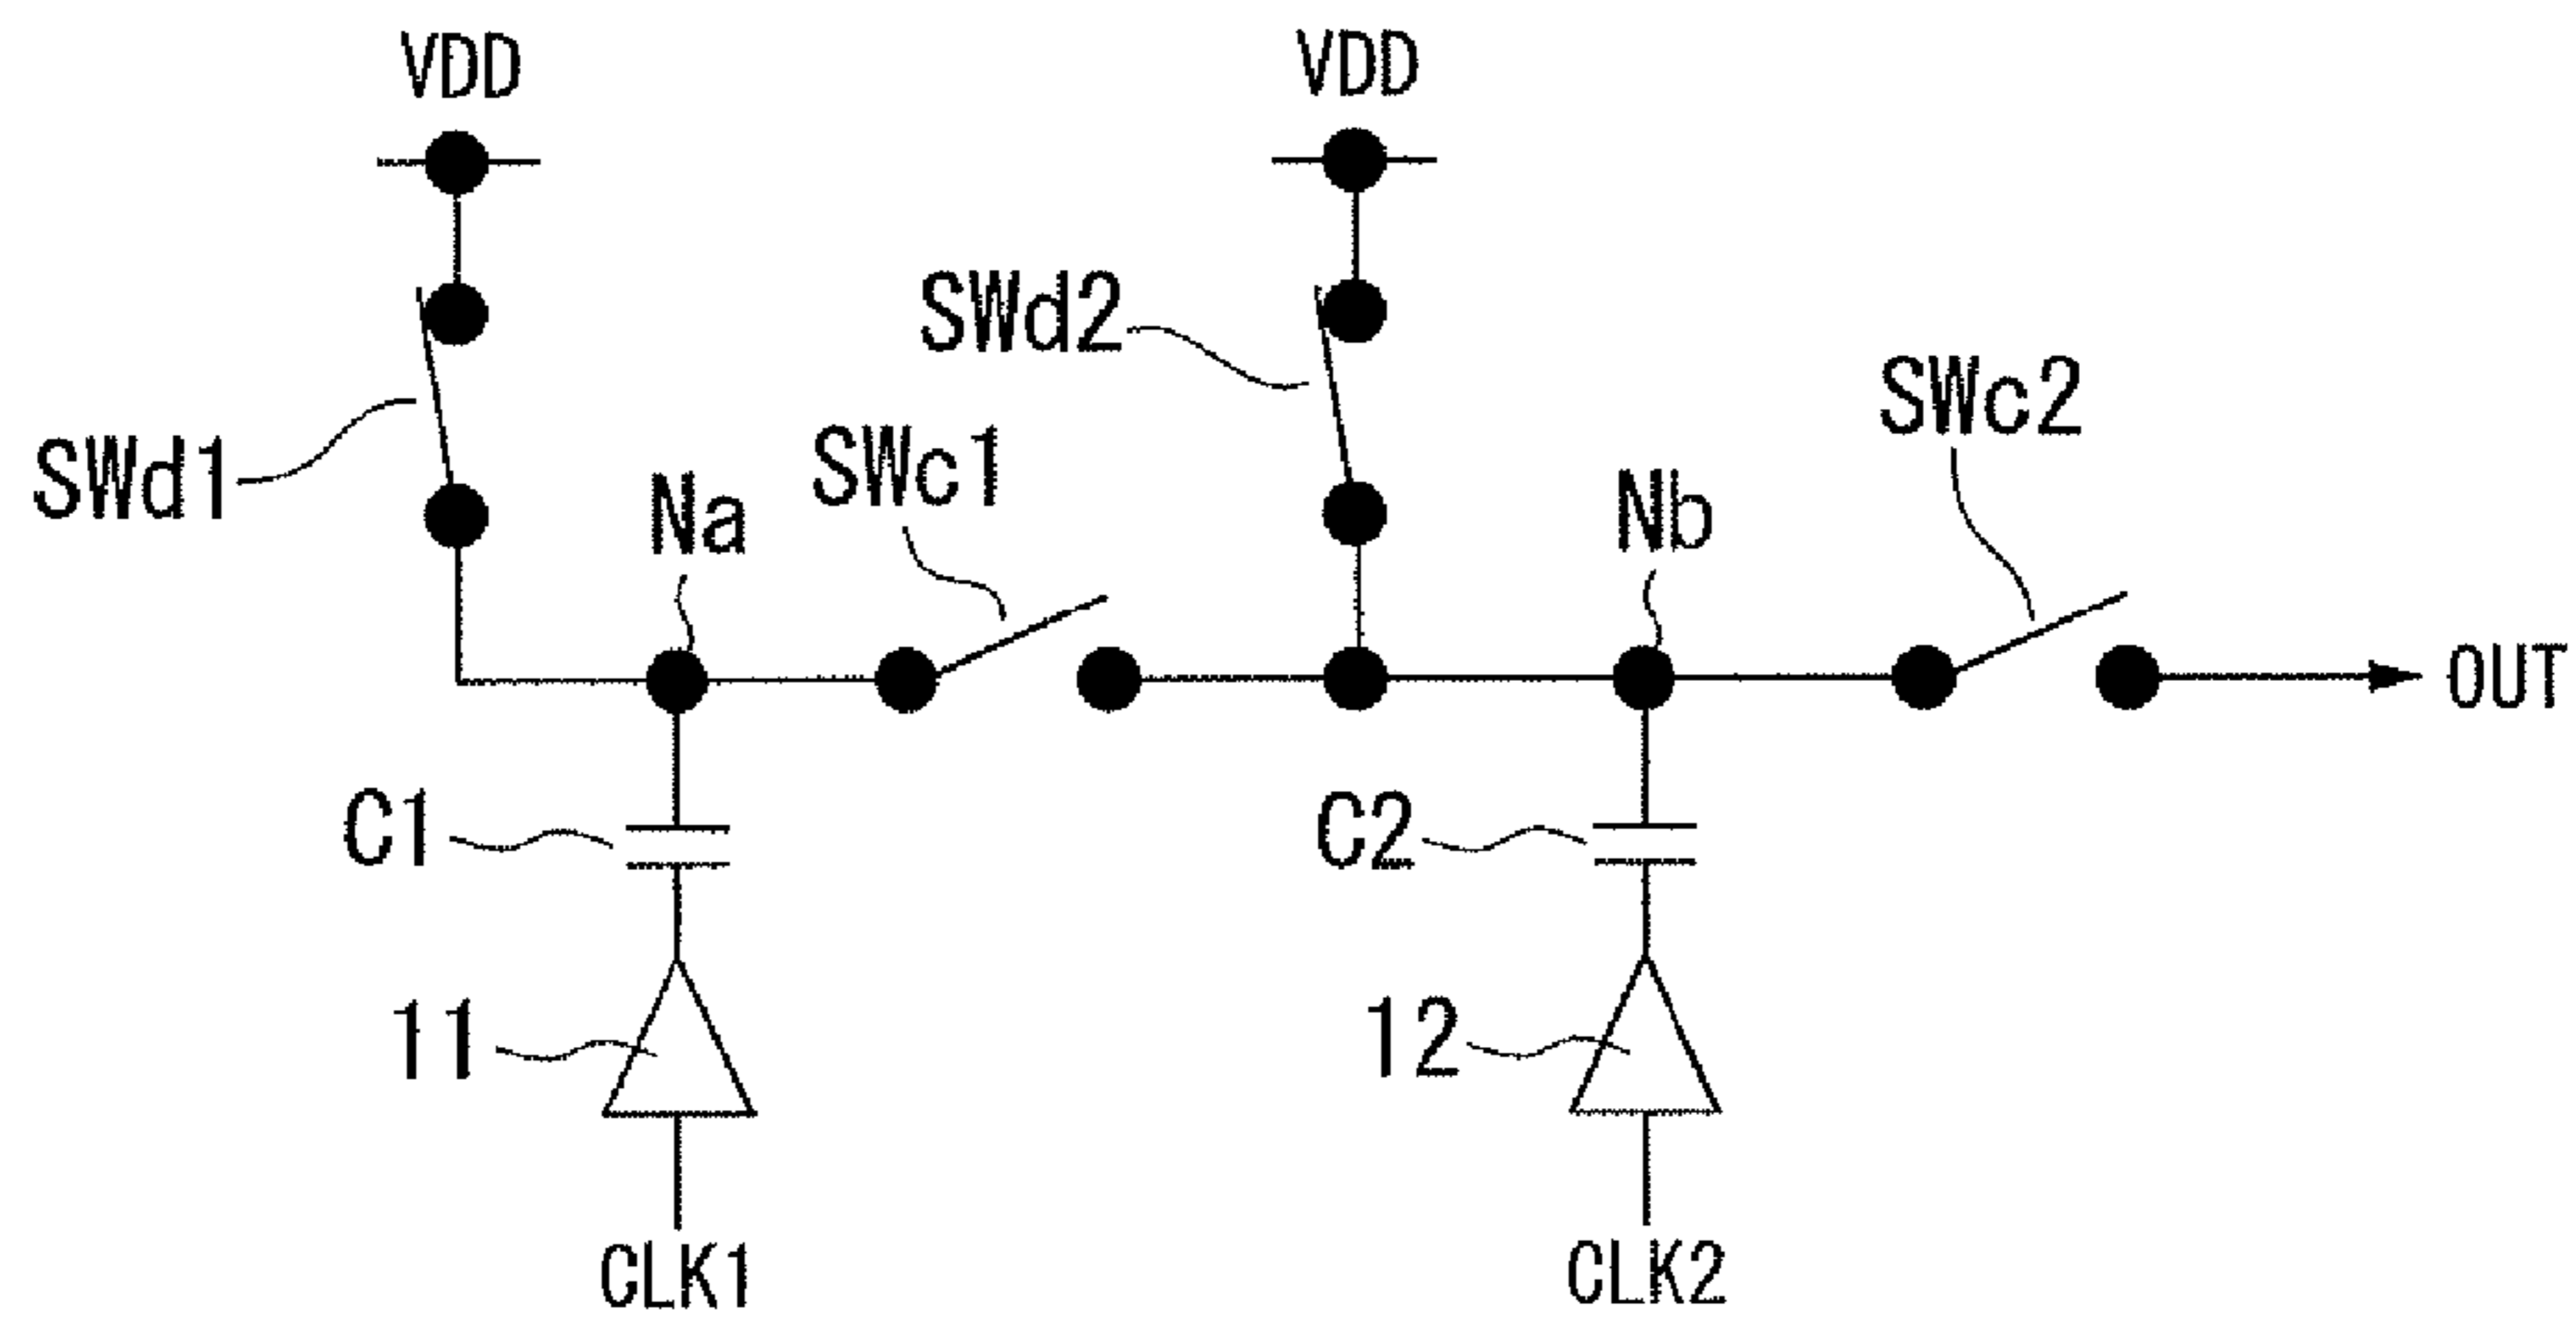 VDD
VDD
SWd2
SWc2
SWd1
SWc1
Na
Nb
OUT
C1
C2
11
12
CLK1
CLK2